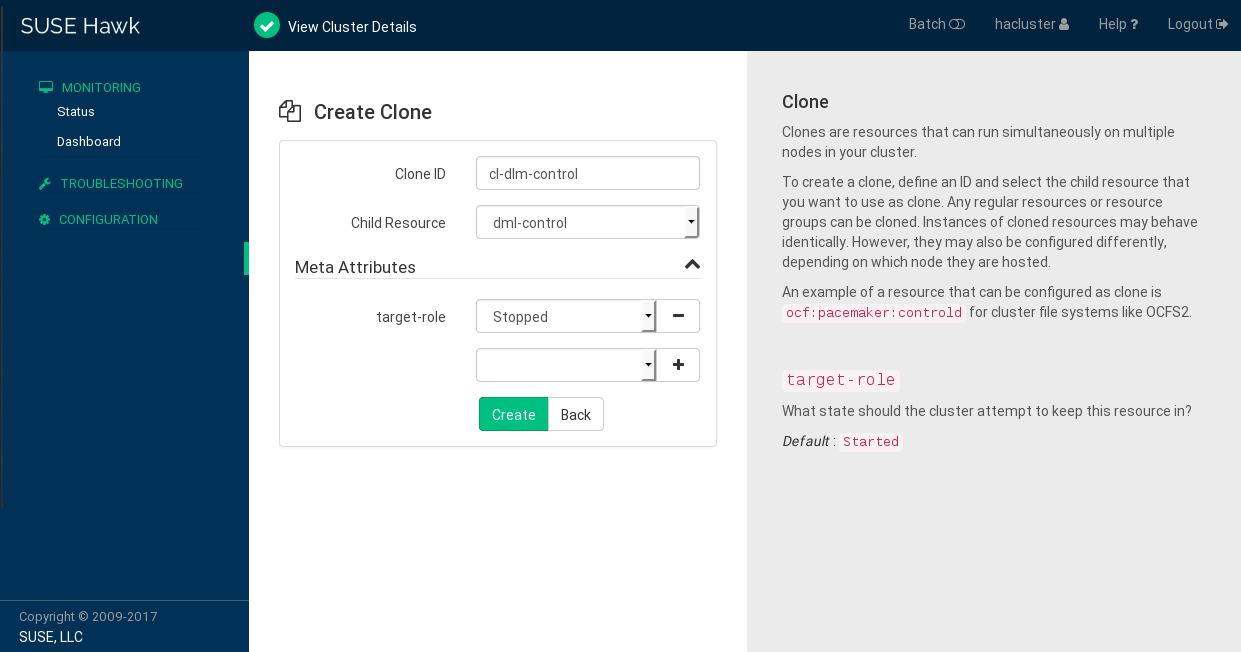 SUSE Hawk
View Cluster Details
Batch
hacluster
Help ?
Logout
MONITORING
Status
Dashboard
TROUBLESHOOTING
CONFIGURATION
Copyright © 2009-2017
SUSE, LLC
Create Clone
Clone ID
cl-dlm-control
Child Resource
dml-control
Meta Attributes
target-role
Stopped
Create
Back
Clone
Clones are resources that can run simultaneously on multiple
nodes in your cluster.
To create a clone, define an ID and select the child resource that
you want to use as clone. Any regular resources or resource
groups can be cloned. Instances of cloned resources may behave
identically. However, they may also be configured differently,
depending on which node they are hosted.
An example of a resource that can be configured as clone is
ocf:pacemaker:controld for cluster file systems like OCFS2.
target-role
What state should the cluster attempt to keep this resource in?
Default : Started